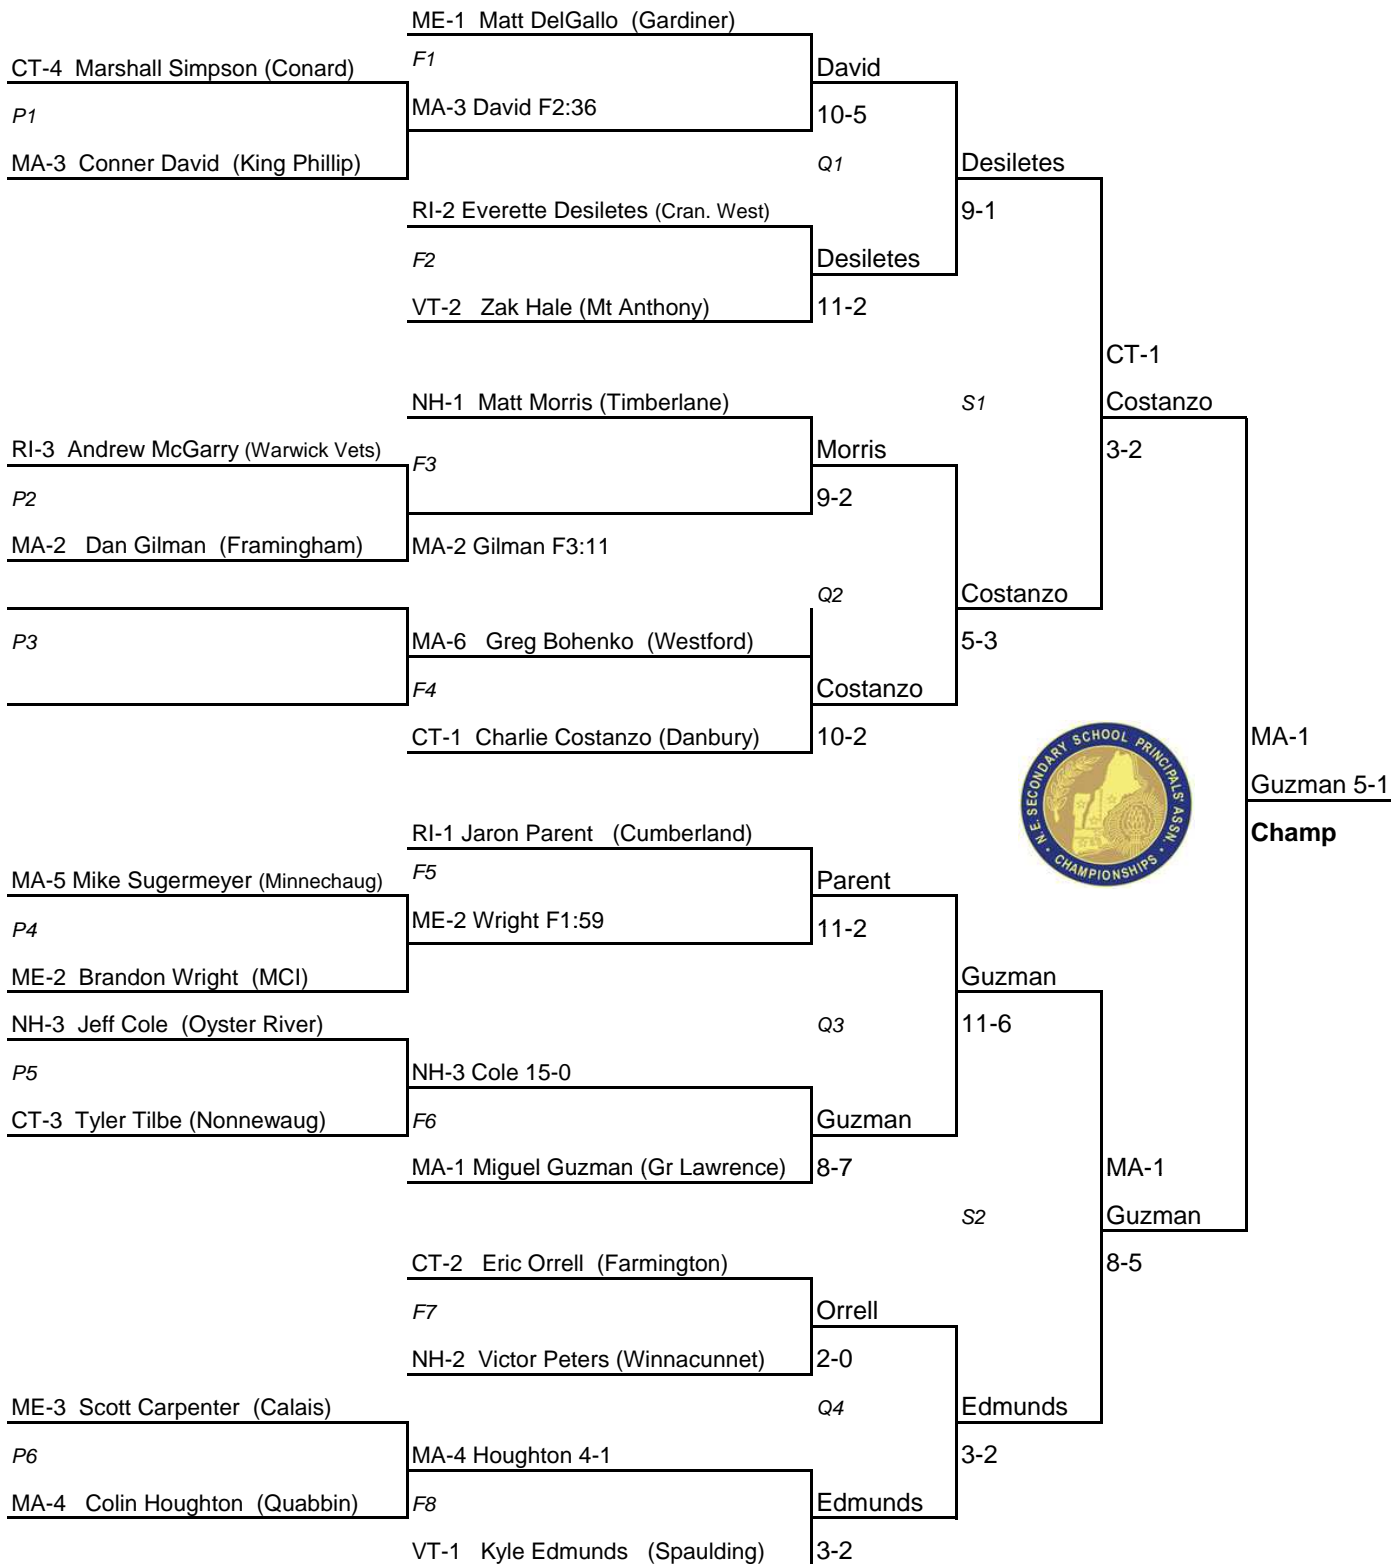 ME-1 Matt DelGallo (Gardiner)
F1
CT-4 Marshall Simpson (Conard)
David
P1
MA-3 David F2:36
10-5
MA-3 Conner David (King Phillip)
Q1
Desiletes
RI-2 Everette Desiletes (Cran. West)
9-1
F2
Desiletes
VT-2 Zak Hale (Mt Anthony)
11-2
CT-1
NH-1 Matt Morris (Timberlane)
S1
Costanzo
RI-3 Andrew McGarry (Warwick Vets)
F3
Morris
3-2
P2
9-2
MA-2 Dan Gilman (Framingham)
MA-2 Gilman F3:11
Q2
Costanzo
P3
MA-6 Greg Bohenko (Westford)
5-3
F4
Costanzo
CT-1 Charlie Costanzo (Danbury)
10-2
N.E. SECONDARY SCHOOL PRINCIPALS' ASSN.
• CHAMPIONSHIPS •
MA-1
Guzman 5-1
Champ
RI-1 Jaron Parent (Cumberland)
MA-5 Mike Sugermeyer (Minnechaug)
F5
Parent
P4
ME-2 Wright F1:59
11-2
ME-2 Brandon Wright (MCI)
Guzman
NH-3 Jeff Cole (Oyster River)
Q3
11-6
P5
NH-3 Cole 15-0
CT-3 Tyler Tilbe (Nonnewaug)
F6
Guzman
MA-1 Miguel Guzman (Gr Lawrence)
8-7
MA-1
S2
Guzman
CT-2 Eric Orrell (Farmington)
8-5
F7
Orrell
NH-2 Victor Peters (Winnacunnet)
2-0
ME-3 Scott Carpenter (Calais)
Q4
Edmunds
P6
MA-4 Houghton 4-1
3-2
MA-4 Colin Houghton (Quabbin)
F8
Edmunds
VT-1 Kyle Edmunds (Spaulding)
3-2